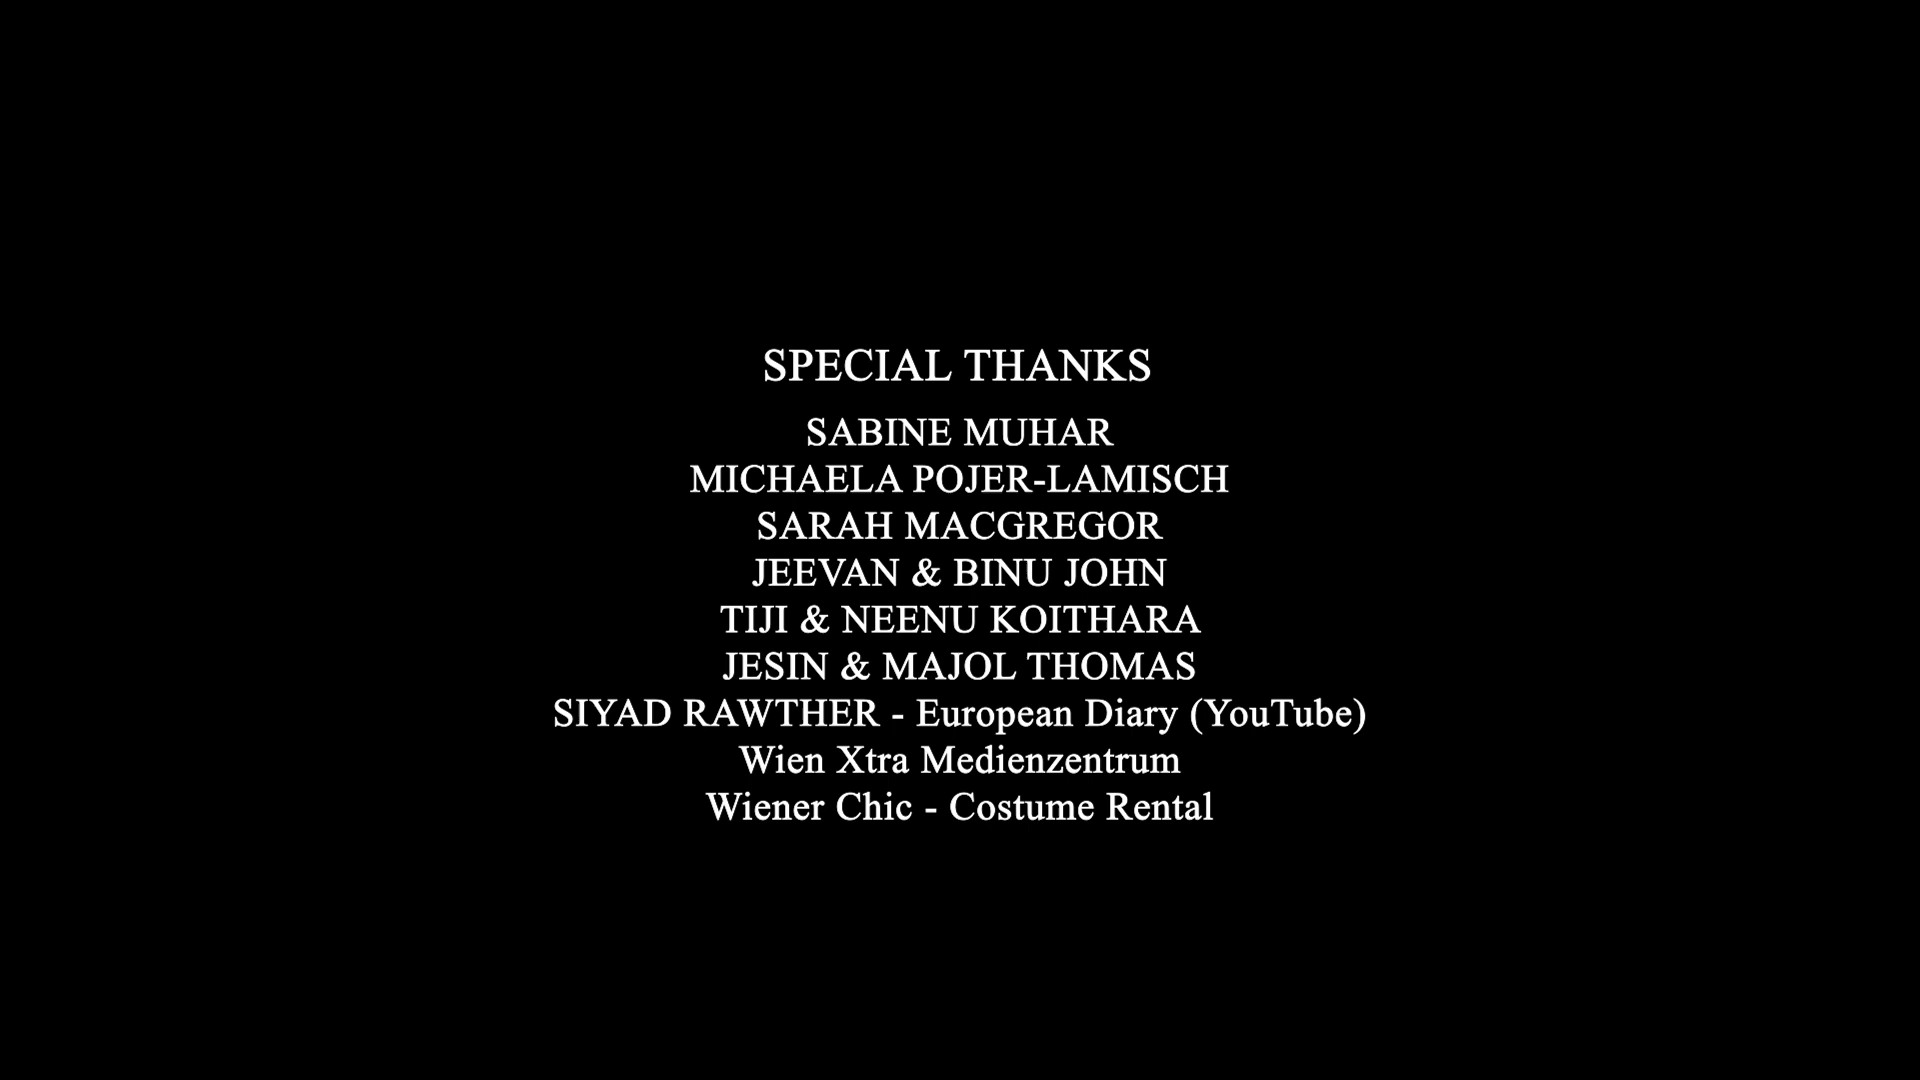 SPECIAL THANKS
SABINE MUHAR
MICHAELA POJER-LAMISCH
SARAH MACGREGOR
JEEVAN & BINU JOHN
TIJI & NEENU KOITHARA
JESIN & MAJOL THOMAS
SIYAD RAWTHER - European Diary (YouTube)
Wien Xtra Medienzentrum
Wiener Chic - Costume Rental